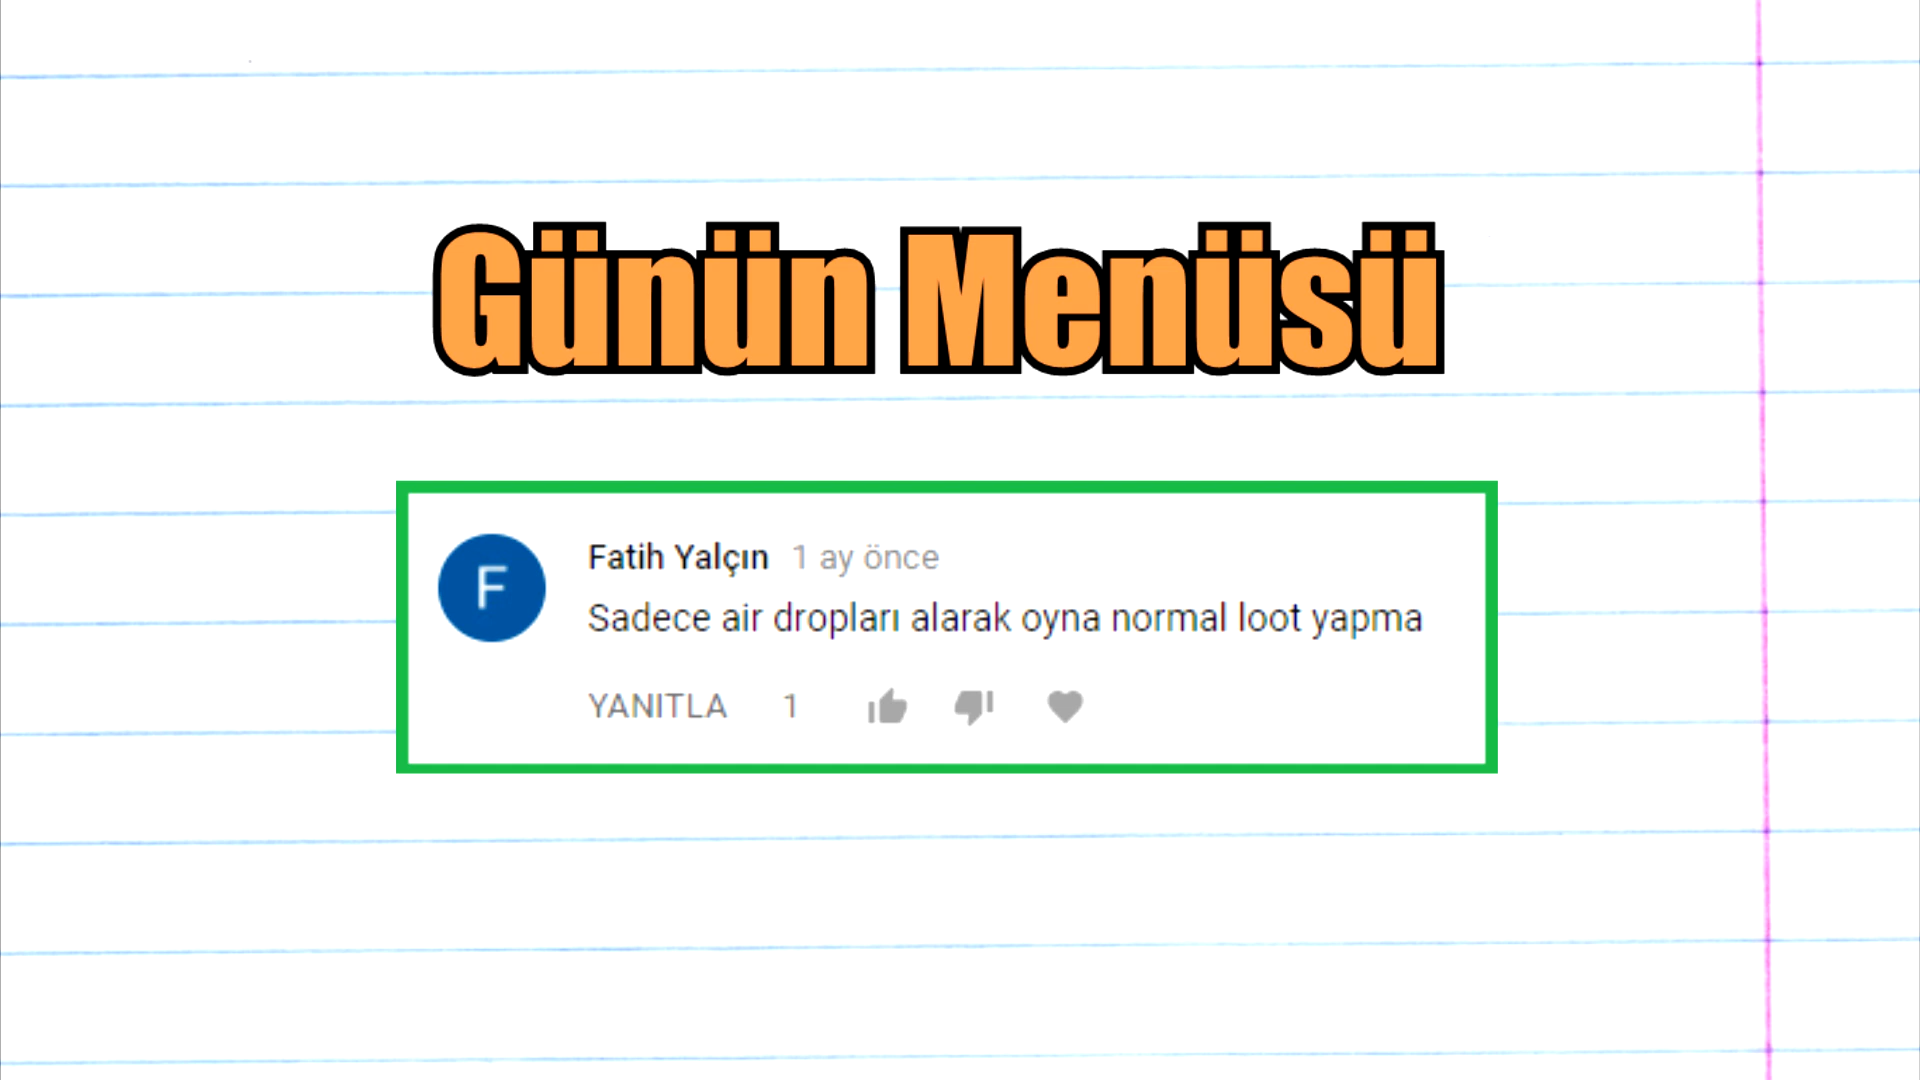 Günün Menüsü
F
Fatih Yalçın 1 ay önce
Sadece air dropları alarak oyna normal loot yapma
YANITLA 1